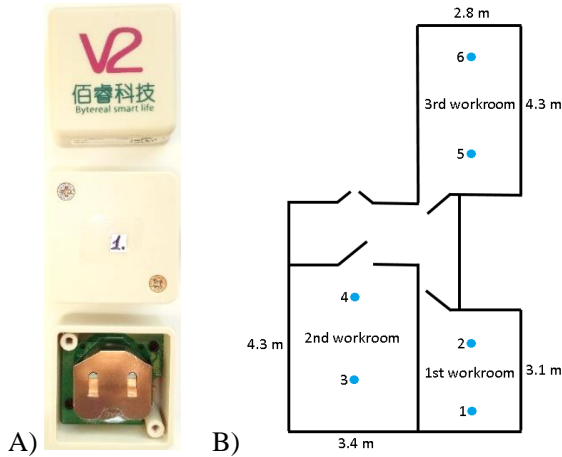 V2
佰睿科技
Bytereal smart life
1.
A)
B)
2.8 m
6
3rd workroom
4.3 m
5
4
2nd workroom
4.3 m
3
2
1st workroom
3.1 m
1
3.4 m